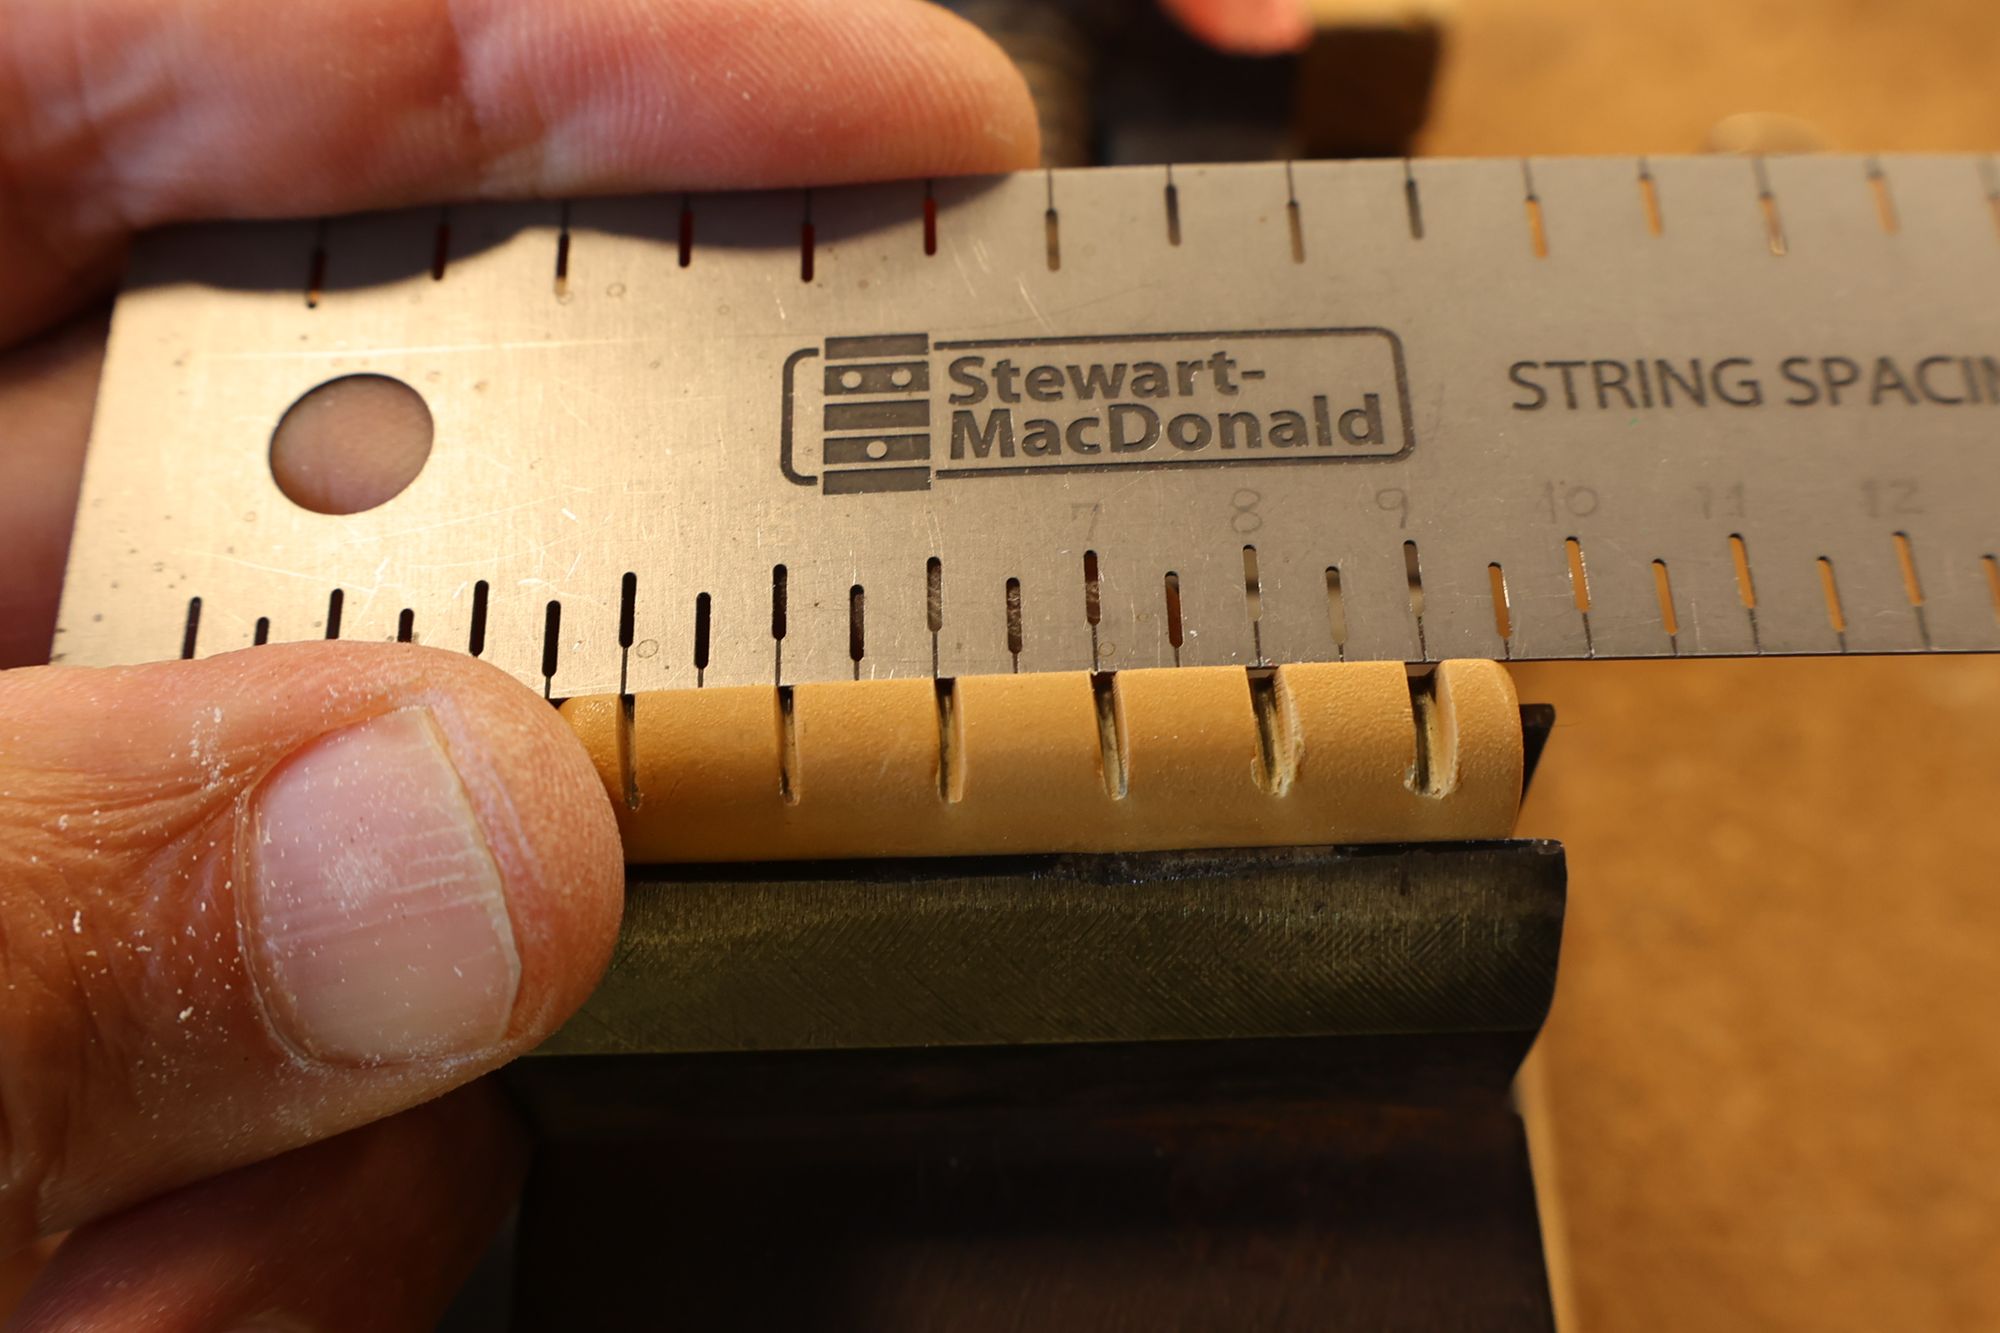 Stewart-
MacDonald
STRING SPACIN
7 8 9 10 11 12